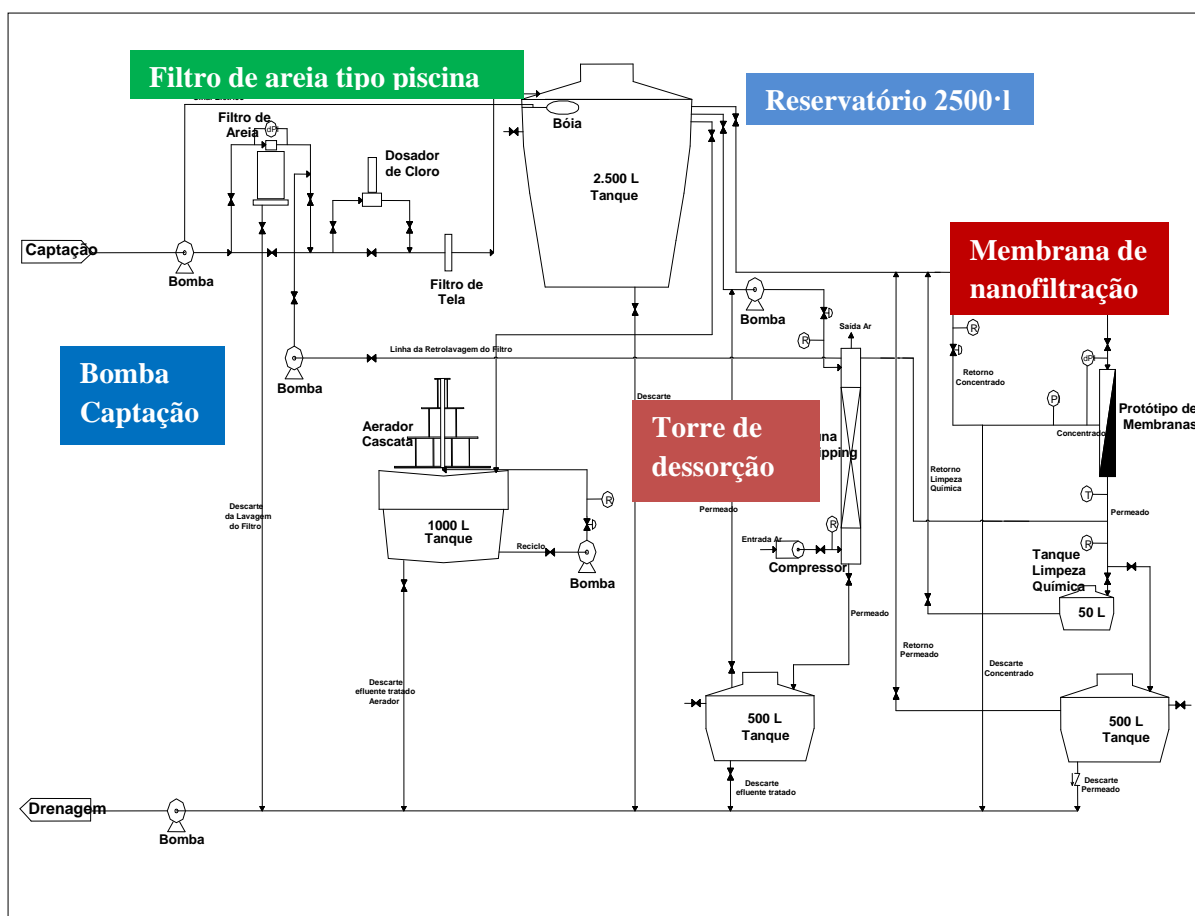 Filtro de areia tipo piscina
Reservatório 2500·l
Filtro de
Areia
dPI
Bóia
Dosador
de Cloro
2.500 L
Tanque
Captação
Bomba
Filtro de
Tela
Membrana de
nanofiltração
Bomba
Saída Ar
R
R
Retorno
Concentrado
dPI
Linha da Retrolavagem do Filtro
Bomba
Bomba
Captação
Descarte
P
Concentrado
Protótipo de
Membranas
Aerador
Cascata
Torre de
dessorção
una
ipping
Retorno
Limpeza
Química
T
Permeado
Permeado
R
Descarte
da Lavagem
do Filtro
1000 L
Tanque
Reciclo
Bomba
R
Entrada Ar
Compressor
R
Tanque
Limpeza
Química
50 L
Permeado
Retorno
Permeado
Descarte
Concentrado
Descarte
efluente tratado
Aerador
500 L
Tanque
500 L
Tanque
Descarte
efluente tratado
Descarte
Permeado
Drenagem
Bomba